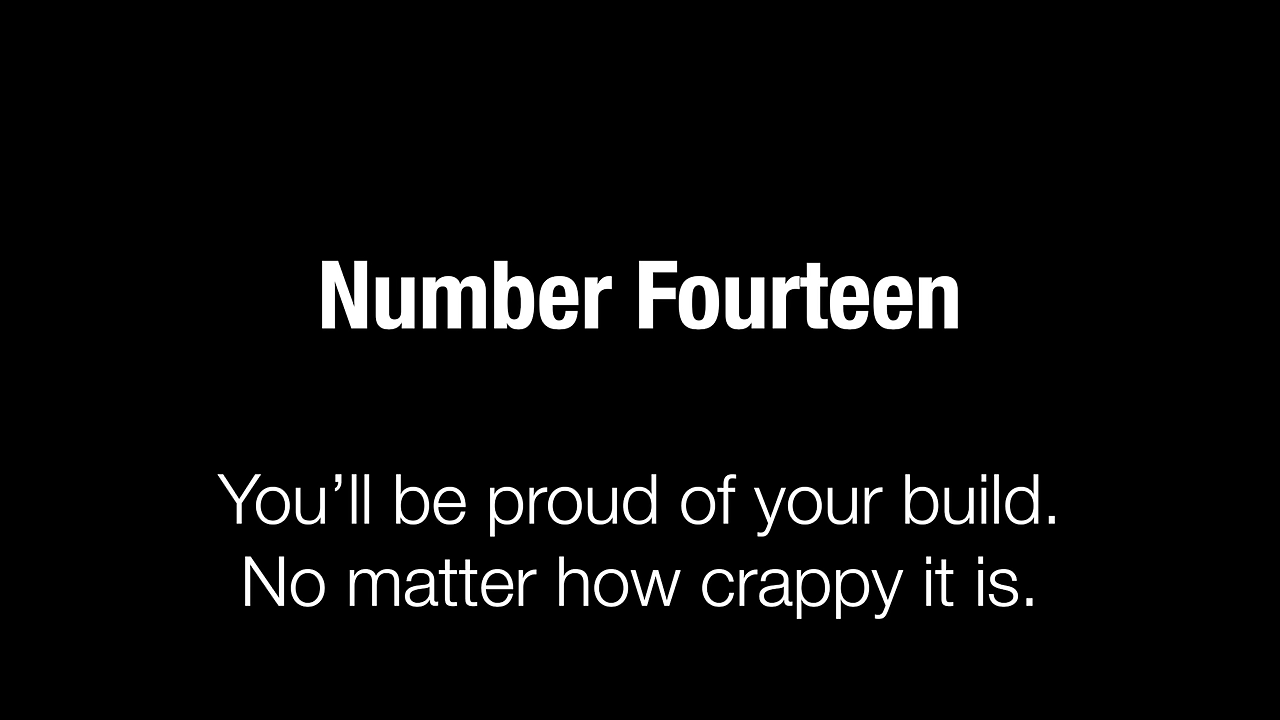 Number Fourteen
You’ll be proud of your build.
No matter how crappy it is.